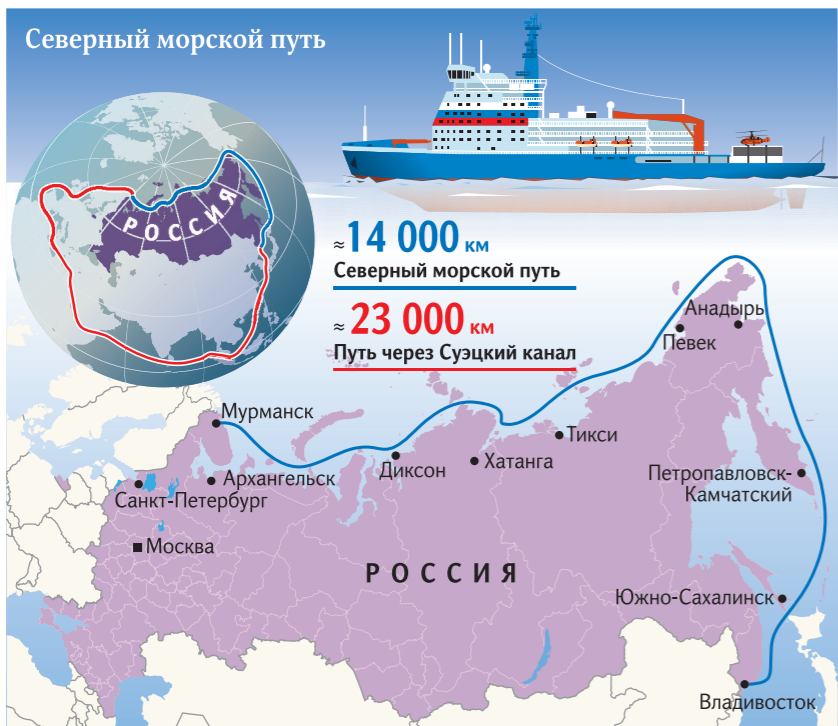 Северный морской путь
РОССИЯ
≈14 000 км
Северный морской путь
≈ 23 000 км
Путь через Суэцкий канал
Анадырь
Певек
Мурманск
Тикси
Диксон
Хатанга
Архангельск
Петропавловск-
Камчатский
Санкт-Петербург
Москва
РОССИЯ
Южно-Сахалинск
Владивосток